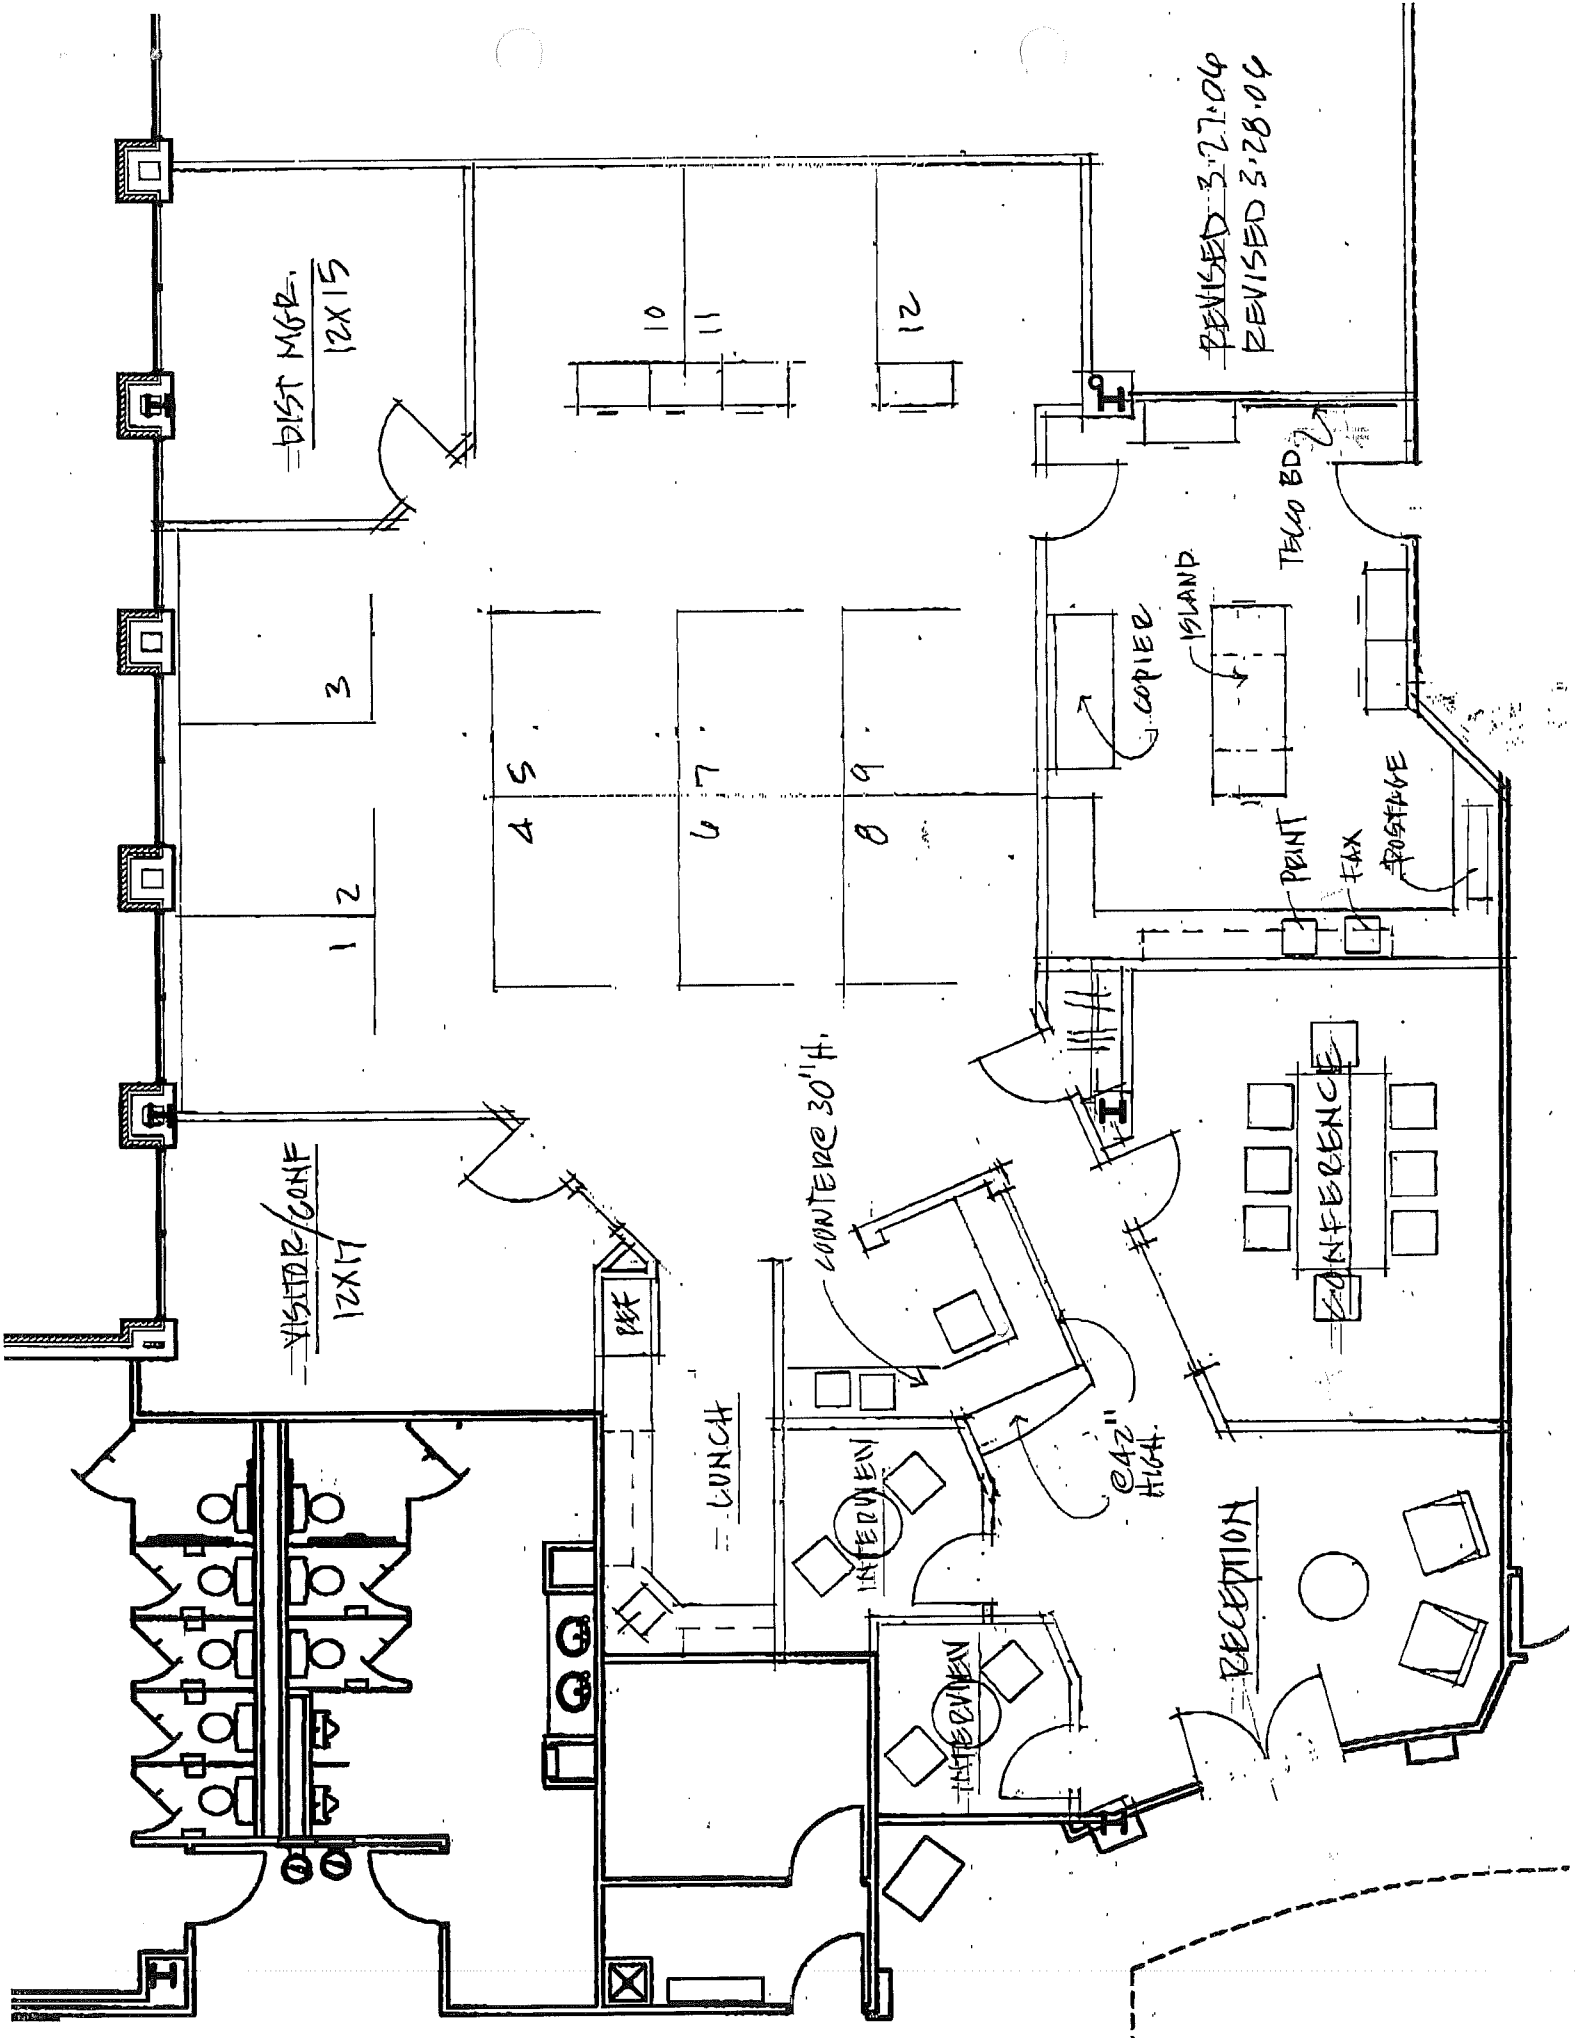 DIST MGR.
12X15
REVISED 3·27·06
REVISED 3·28·06
10
11
12
TELCO BD.
ISLAND
COPIER
3
5
7
9
4
6
8
2
1
PRINT
FAX
POSTAGE
COUNTER @ 30" H.
VISITOR/CONF
12X17
REF
CONFERENCE
LUNCH
INTERVIEW
@ 42"
HIGH.
RECEPTION
INTERVIEW